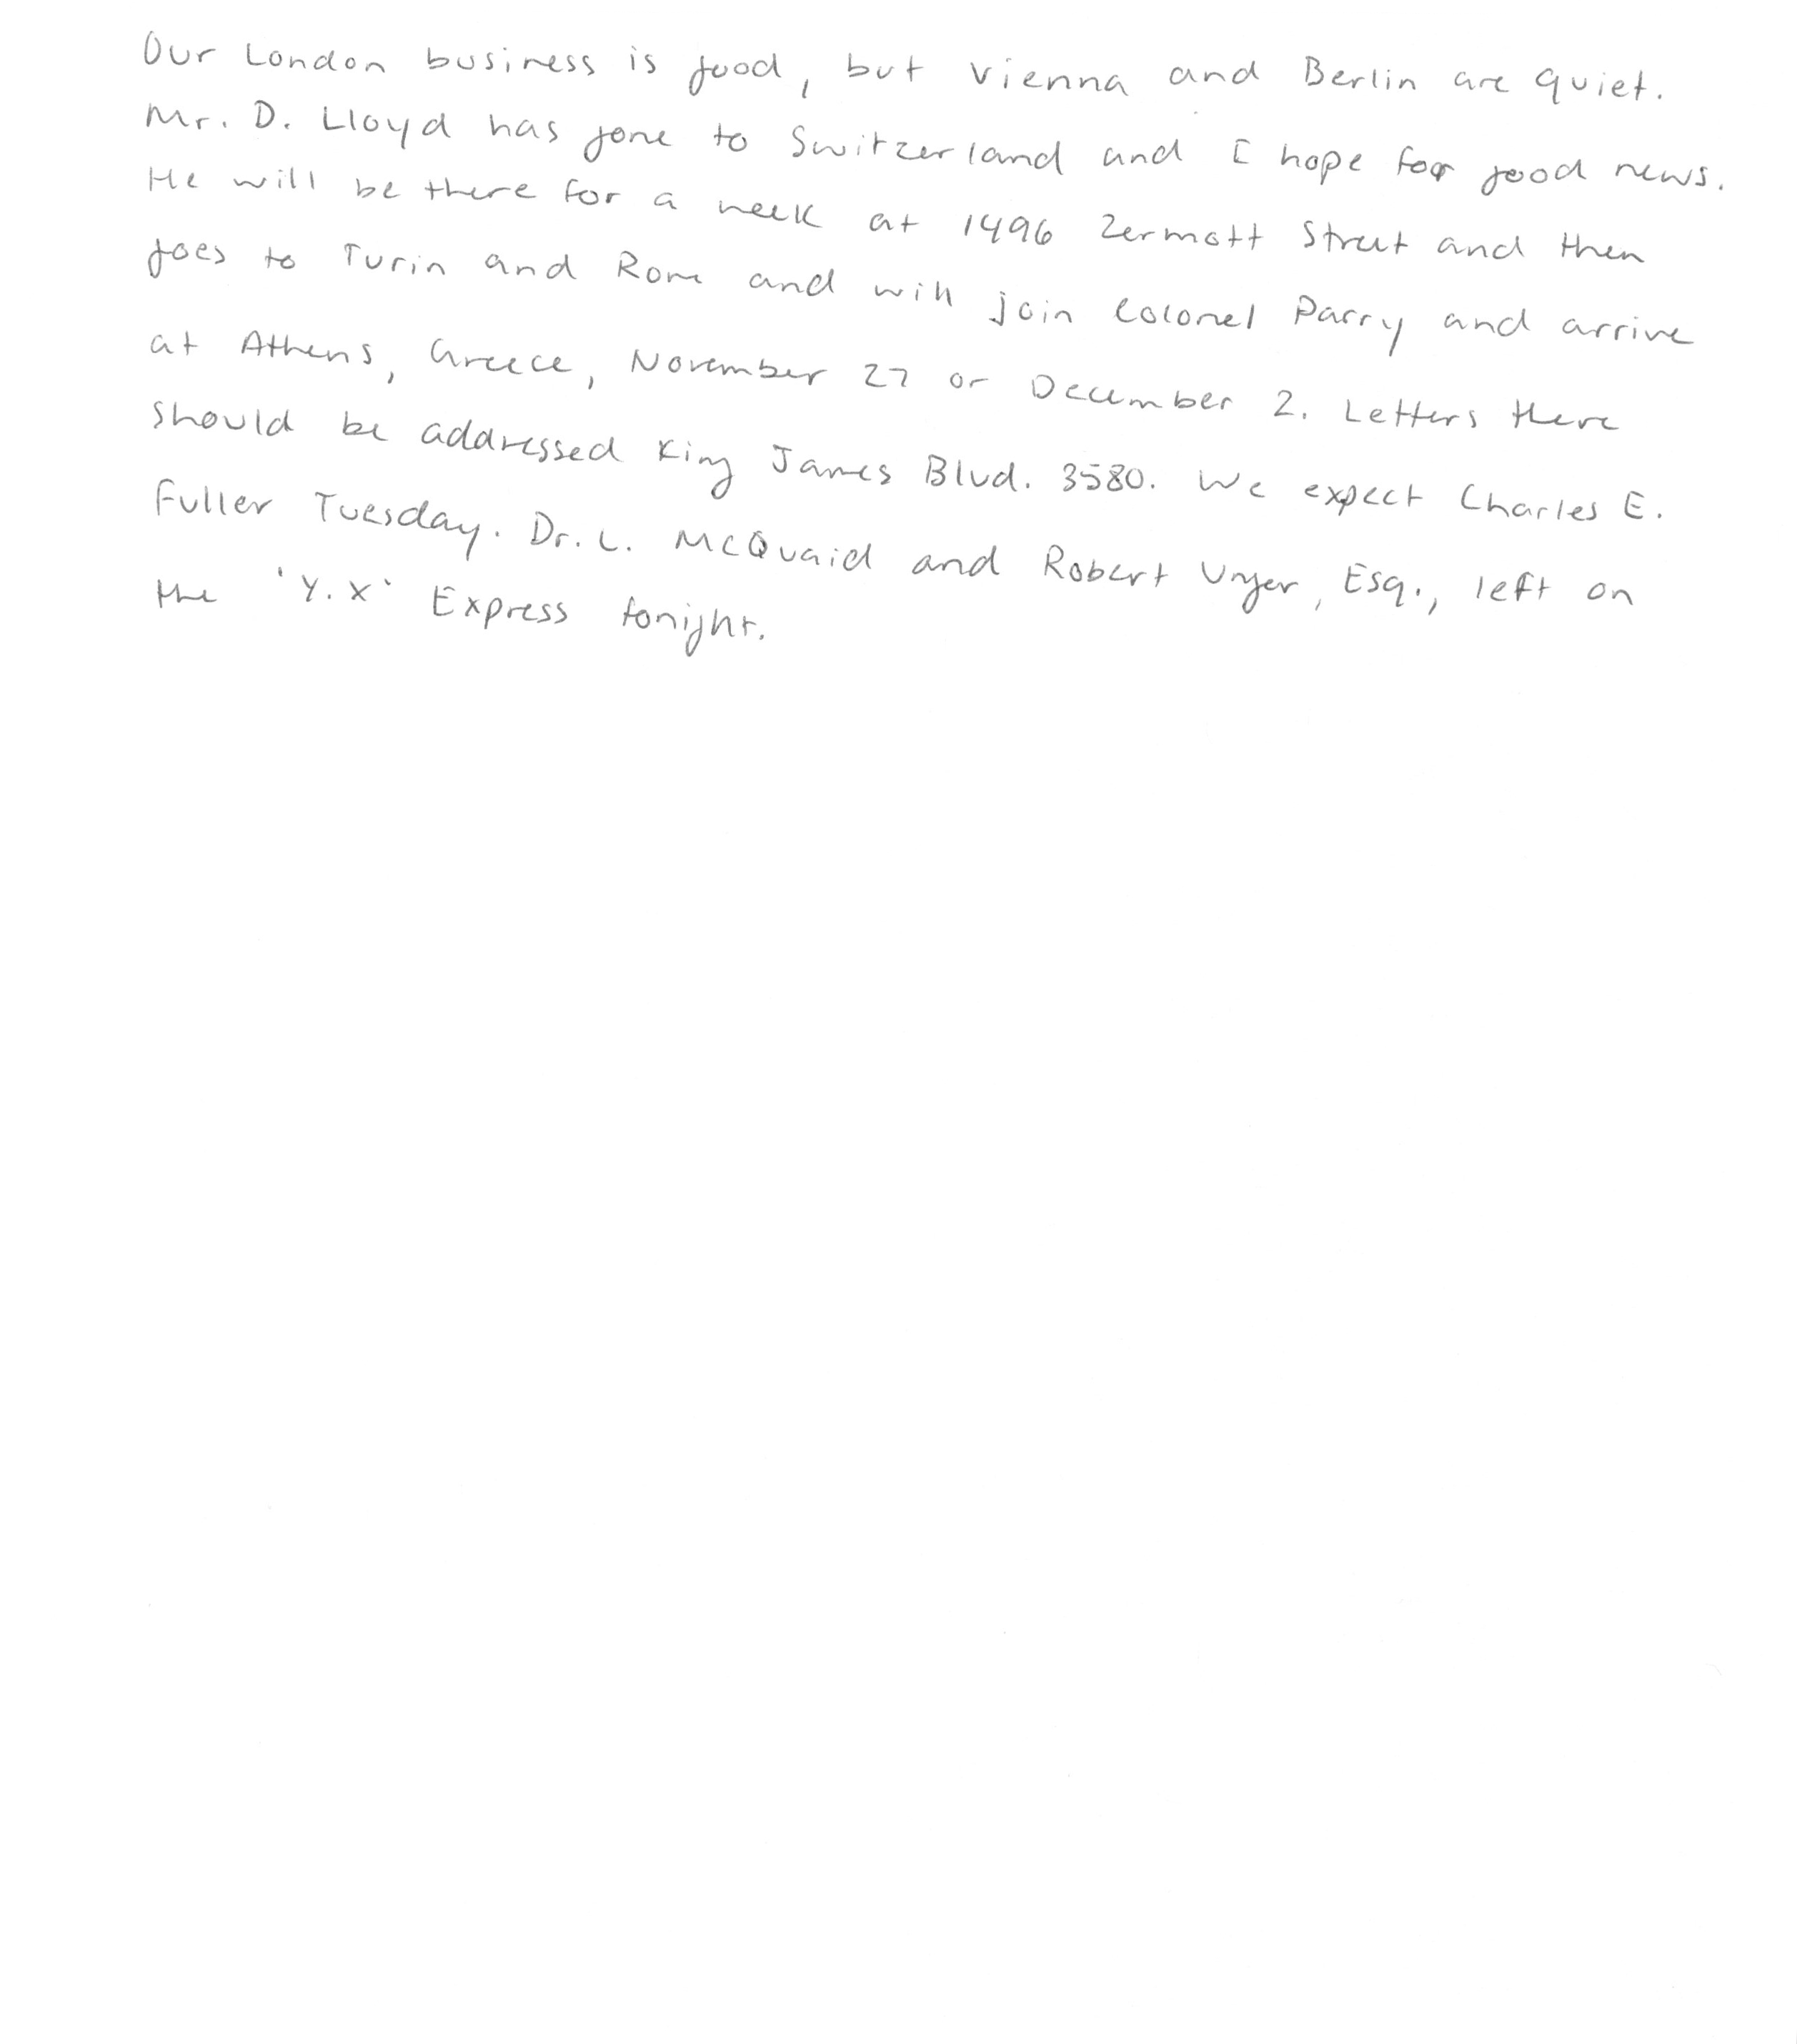 Our London business is good, but Vienna and Berlin are quiet.
Mr. D. Lloyd has gone to Switzerland and I hope for good news.
He will be there for a week at 1496 Zermott Street and then
goes to Turin and Rome and will join Colonel Parry and arrive
at Athens, Greece, November 27 or December 2. Letters there
should be addressed King James Blvd. 3580. We expect Charles E.
Fuller Tuesday. Dr. L. McQuaid and Robert Unger, Esq., left on
the 'Y.X' Express tonight.